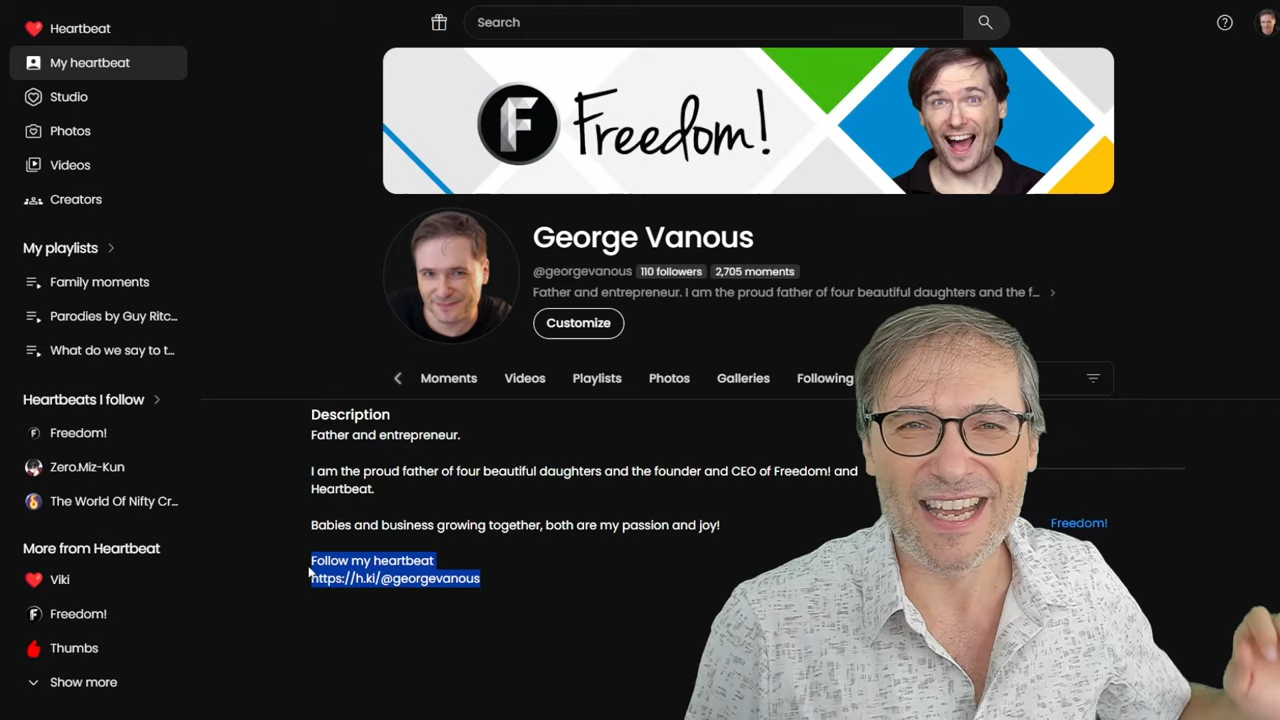 Heartbeat
My heartbeat
Studio
Photos
Videos
Creators
My playlists
Family moments
Parodies by Guy Ritc...
What do we say to t...
Heartbeats I follow
Freedom!
Zero.Miz-Kun
The World Of Nifty Cr...
More from Heartbeat
Viki
Freedom!
Thumbs
Show more
Search
F Freedom!
George Vanous
@georgevanous 110 followers 2,705 moments
Father and entrepreneur. I am the proud father of four beautiful daughters and the f...
Customize
Moments Videos Playlists Photos Galleries Following
Description
Father and entrepreneur.
I am the proud father of four beautiful daughters and the founder and CEO of Freedom! and
Heartbeat.
Babies and business growing together, both are my passion and joy!
Freedom!
Follow my heartbeat
https://h.ki/@georgevanous